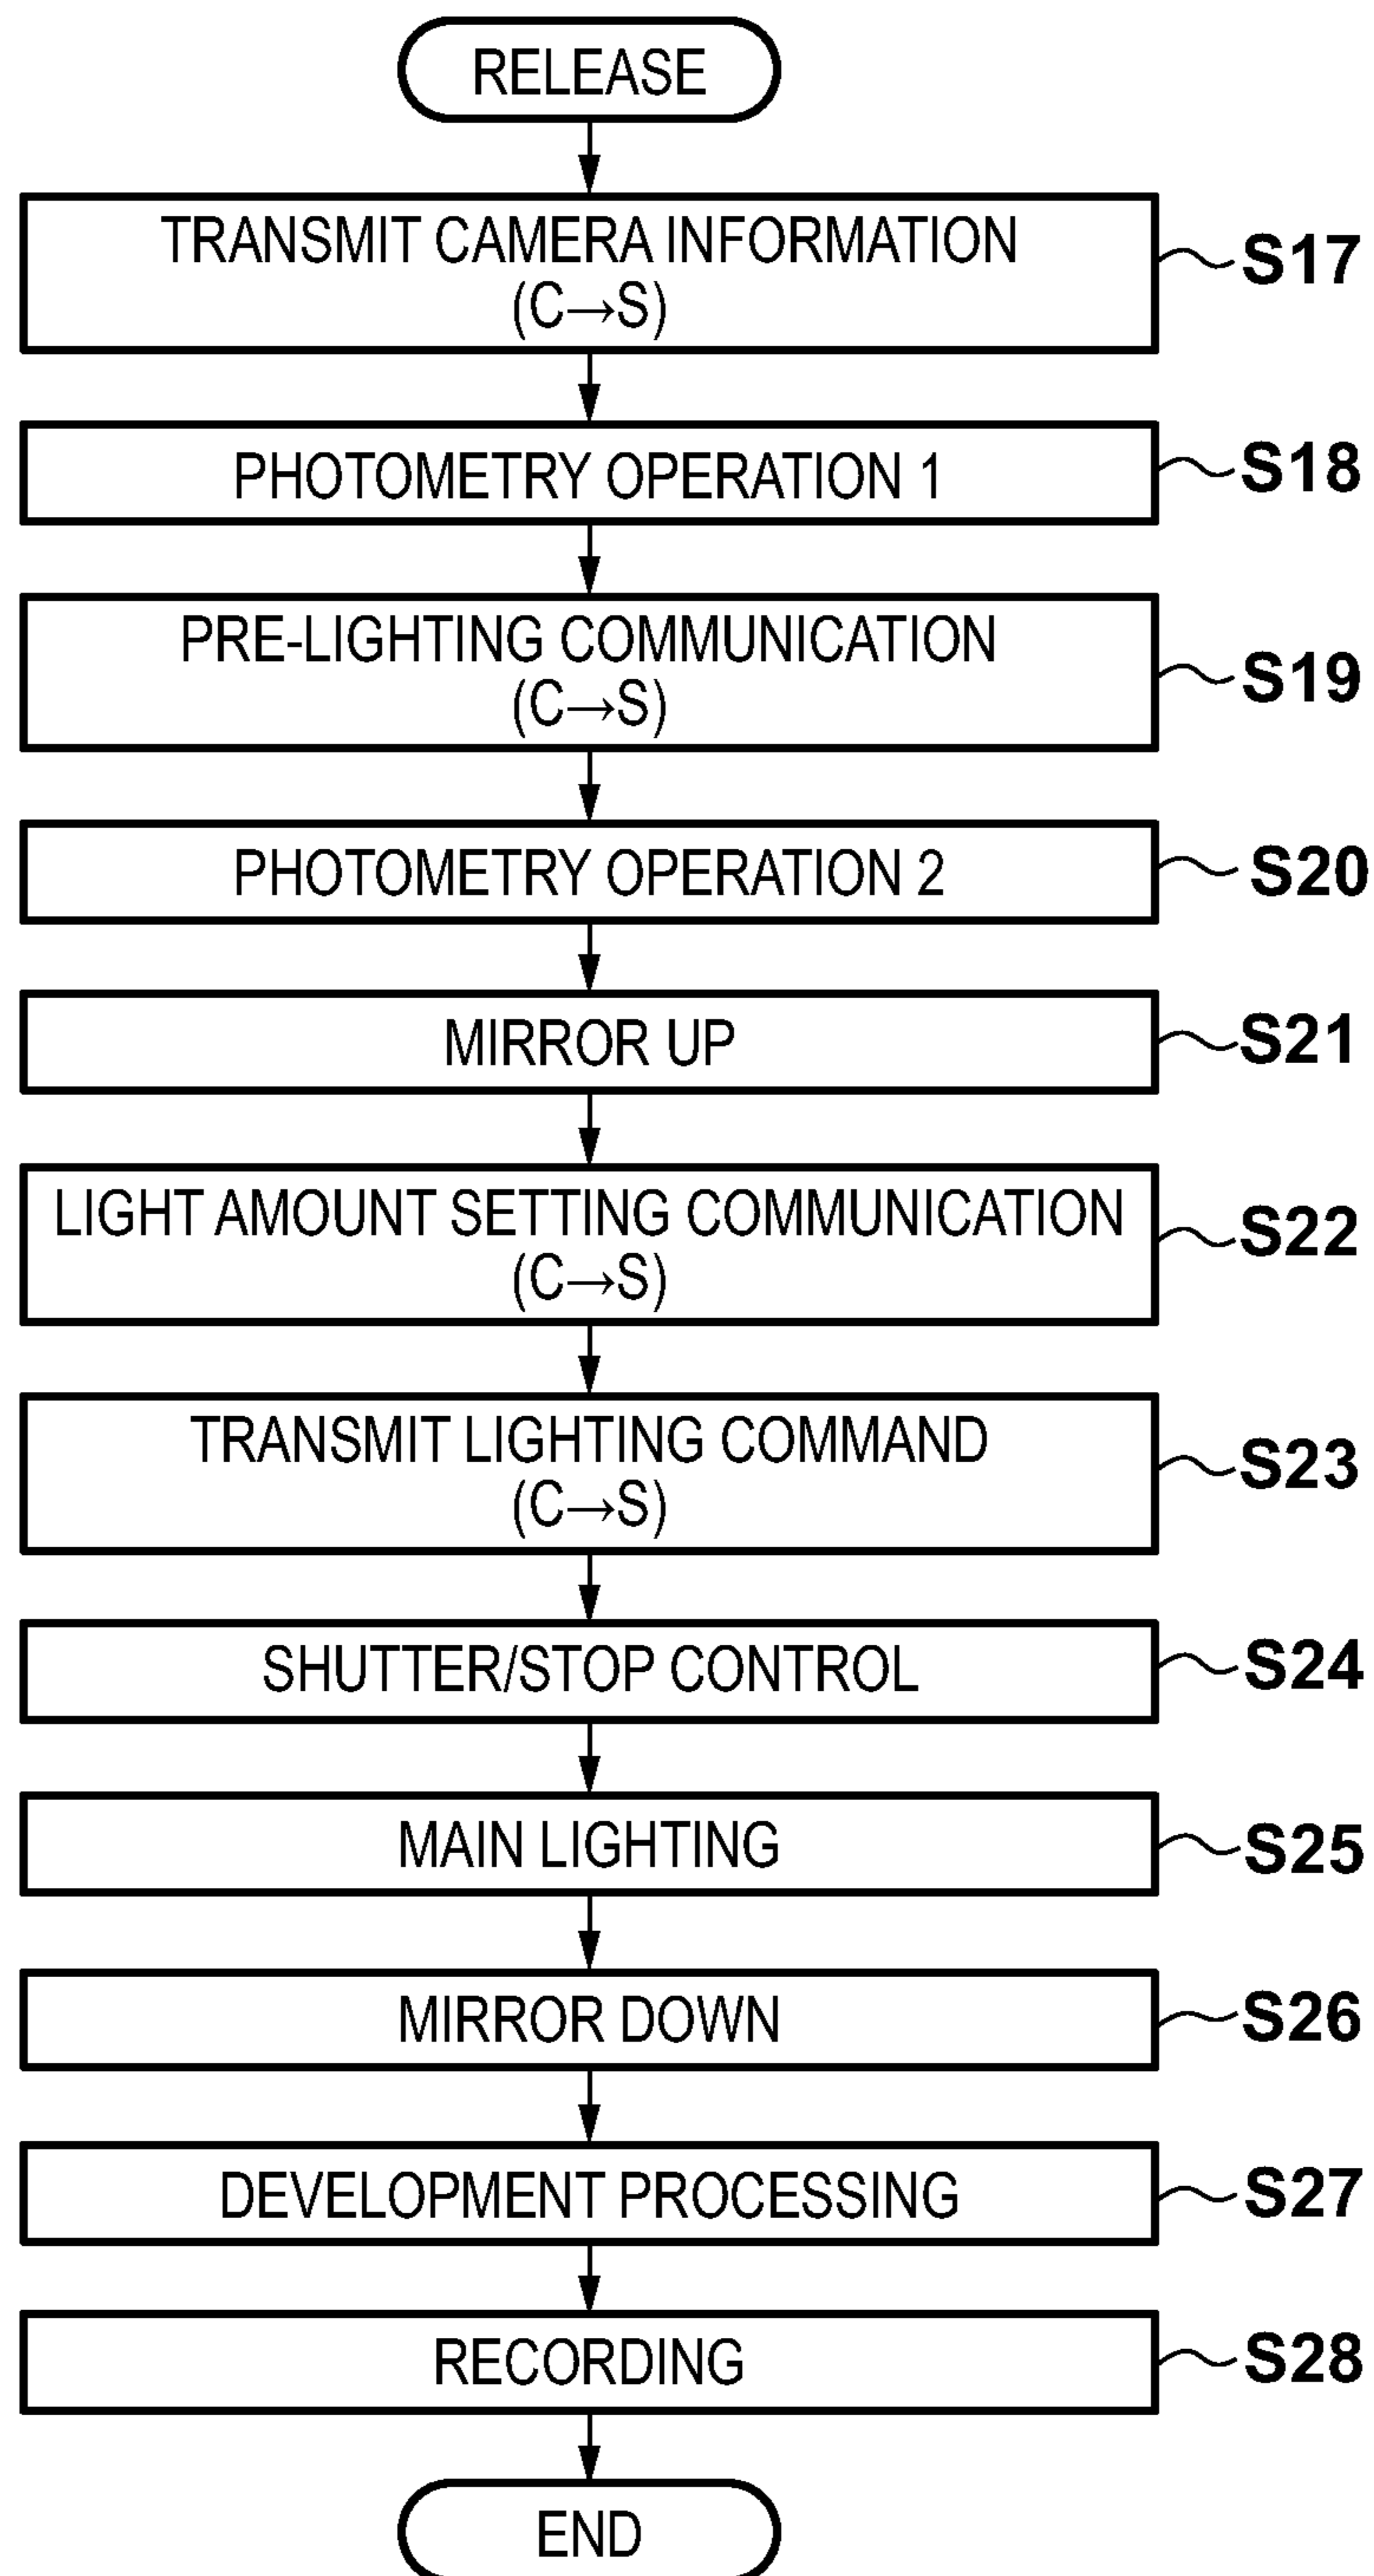 RELEASE
TRANSMIT CAMERA INFORMATION
(C→S)
S17
PHOTOMETRY OPERATION 1
S18
PRE-LIGHTING COMMUNICATION
(C→S)
S19
PHOTOMETRY OPERATION 2
S20
MIRROR UP
S21
LIGHT AMOUNT SETTING COMMUNICATION
(C→S)
S22
TRANSMIT LIGHTING COMMAND
(C→S)
S23
SHUTTER/STOP CONTROL
S24
MAIN LIGHTING
S25
MIRROR DOWN
S26
DEVELOPMENT PROCESSING
S27
RECORDING
S28
END